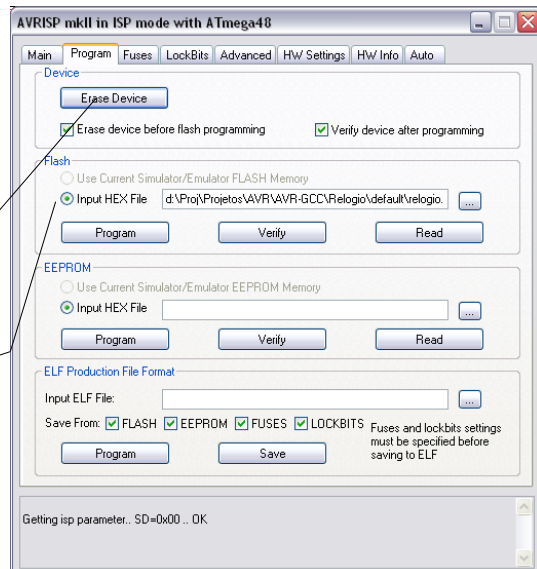 AVRISP mkII in ISP mode with ATmega48
Main Program Fuses LockBits Advanced HW Settings HW Info Auto
Device
Erase Device
Erase device before flash programming Verify device after programming
Flash
Use Current Simulator/Emulator FLASH Memory
Input HEX File d:\Proj\Projetos\AVR\AVR-GCC\Relogio\default\relogio. ...
Program Verify Read
EEPROM
Use Current Simulator/Emulator EEPROM Memory
Input HEX File ...
Program Verify Read
ELF Production File Format
Input ELF File: ...
Save From: FLASH EEPROM FUSES LOCKBITS Fuses and lockbits settings
must be specified before
Program Save saving to ELF
Getting isp parameter.. SD=0x00 .. OK